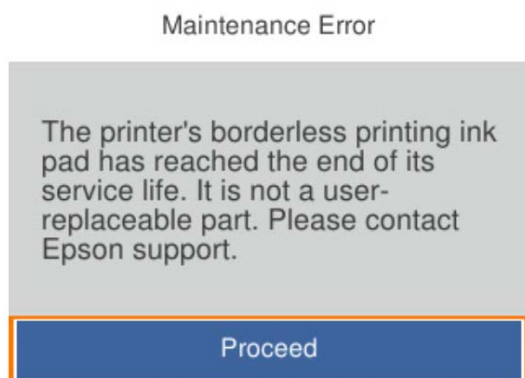 Maintenance Error
The printer's borderless printing ink
pad has reached the end of its
service life. It is not a user-
replaceable part. Please contact
Epson support.
Proceed